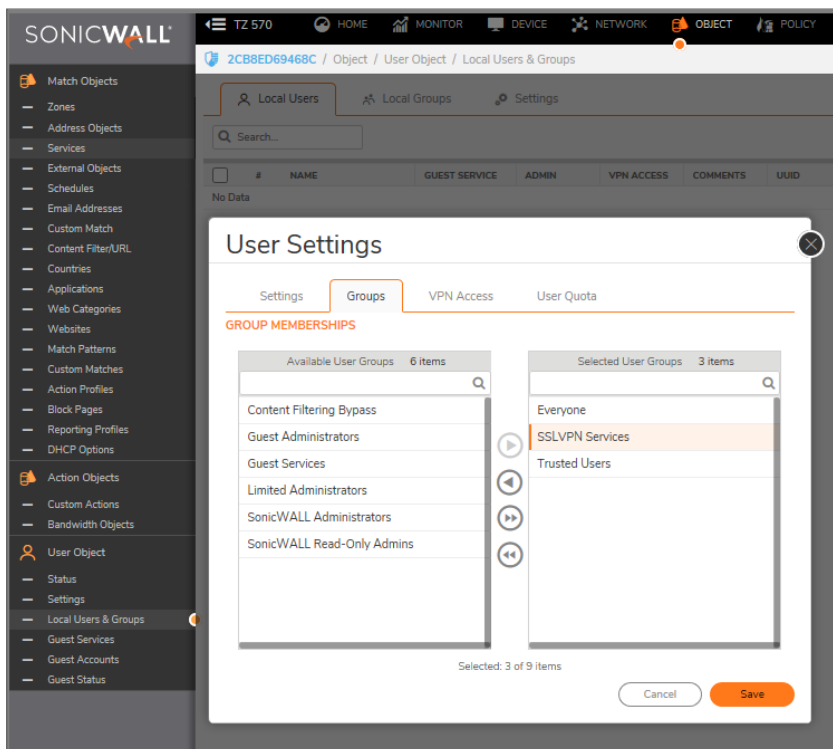 SONICWALL
TZ 570 HOME MONITOR DEVICE NETWORK OBJECT POLICY
2CB8ED69468C / Object / User Object / Local Users & Groups
Match Objects
Zones
Address Objects
Services
External Objects
Schedules
Email Addresses
Custom Match
Content Filter/URL
Countries
Applications
Web Categories
Websites
Match Patterns
Custom Matches
Action Profiles
Block Pages
Reporting Profiles
DHCP Options
Action Objects
Custom Actions
Bandwidth Objects
User Object
Status
Settings
Local Users & Groups
Guest Services
Guest Accounts
Guest Status
Local Users Local Groups Settings
Search...
# NAME GUEST SERVICE ADMIN VPN ACCESS COMMENTS UUID
No Data
User Settings
Settings Groups VPN Access User Quota
GROUP MEMBERSHIPS
Available User Groups 6 items
Content Filtering Bypass
Guest Administrators
Guest Services
Limited Administrators
SonicWALL Administrators
SonicWALL Read-Only Admins
Selected User Groups 3 items
Everyone
SSLVPN Services
Trusted Users
Selected: 3 of 9 items
Cancel Save